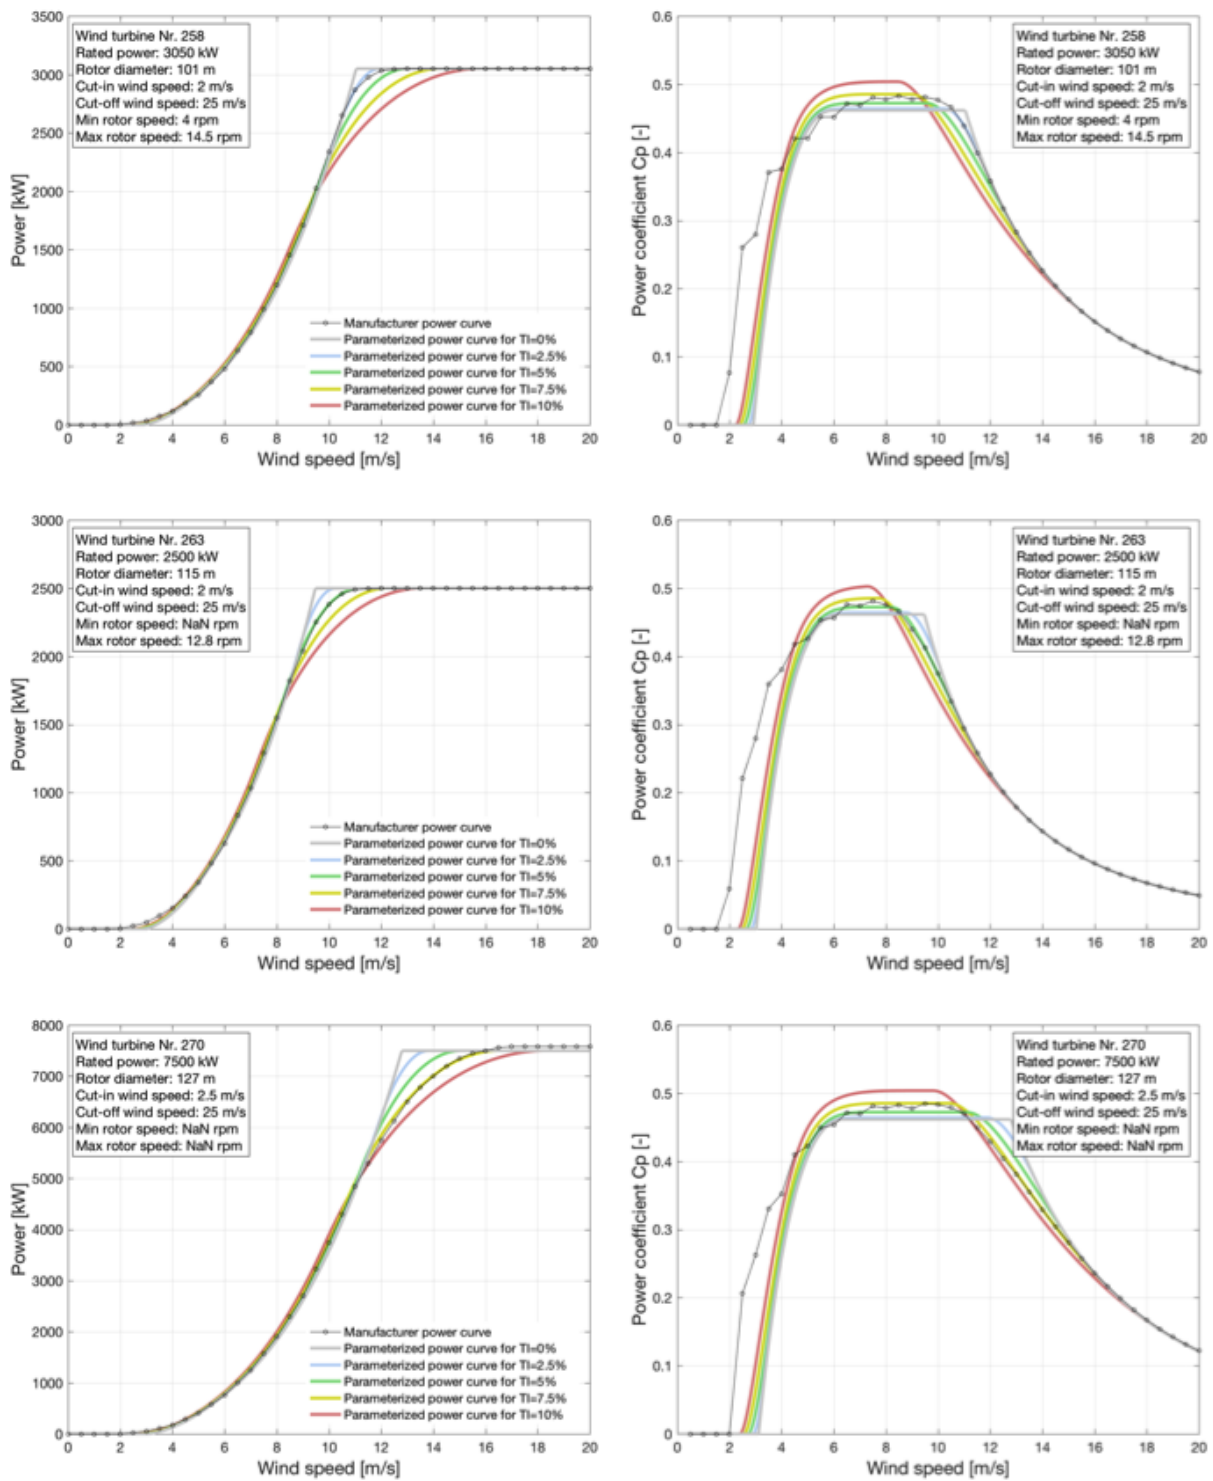 3500
3000
2500
2000
1500
1000
500
0
Power [kW]
Wind turbine Nr. 258
Rated power: 3050 kW
Rotor diameter: 101 m
Cut-in wind speed: 2 m/s
Cut-off wind speed: 25 m/s
Min rotor speed: 4 rpm
Max rotor speed: 14.5 rpm
Manufacturer power curve
Parameterized power curve for TI=0%
Parameterized power curve for TI=2.5%
Parameterized power curve for TI=5%
Parameterized power curve for TI=7.5%
Parameterized power curve for TI=10%
0 2 4 6 8 10 12 14 16 18 20
Wind speed [m/s]
0.6
0.5
0.4
0.3
0.2
0.1
0
Power coefficient Cp [-]
Wind turbine Nr. 258
Rated power: 3050 kW
Rotor diameter: 101 m
Cut-in wind speed: 2 m/s
Cut-off wind speed: 25 m/s
Min rotor speed: 4 rpm
Max rotor speed: 14.5 rpm
0 2 4 6 8 10 12 14 16 18 20
Wind speed [m/s]
3000
2500
2000
1500
1000
500
0
Power [kW]
Wind turbine Nr. 263
Rated power: 2500 kW
Rotor diameter: 115 m
Cut-in wind speed: 2 m/s
Cut-off wind speed: 25 m/s
Min rotor speed: NaN rpm
Max rotor speed: 12.8 rpm
Manufacturer power curve
Parameterized power curve for TI=0%
Parameterized power curve for TI=2.5%
Parameterized power curve for TI=5%
Parameterized power curve for TI=7.5%
Parameterized power curve for TI=10%
0 2 4 6 8 10 12 14 16 18 20
Wind speed [m/s]
0.6
0.5
0.4
0.3
0.2
0.1
0
Power coefficient Cp [-]
Wind turbine Nr. 263
Rated power: 2500 kW
Rotor diameter: 115 m
Cut-in wind speed: 2 m/s
Cut-off wind speed: 25 m/s
Min rotor speed: NaN rpm
Max rotor speed: 12.8 rpm
0 2 4 6 8 10 12 14 16 18 20
Wind speed [m/s]
8000
7000
6000
5000
4000
3000
2000
1000
0
Power [kW]
Wind turbine Nr. 270
Rated power: 7500 kW
Rotor diameter: 127 m
Cut-in wind speed: 2.5 m/s
Cut-off wind speed: 25 m/s
Min rotor speed: NaN rpm
Max rotor speed: NaN rpm
Manufacturer power curve
Parameterized power curve for TI=0%
Parameterized power curve for TI=2.5%
Parameterized power curve for TI=5%
Parameterized power curve for TI=7.5%
Parameterized power curve for TI=10%
0 2 4 6 8 10 12 14 16 18 20
Wind speed [m/s]
0.6
0.5
0.4
0.3
0.2
0.1
0
Power coefficient Cp [-]
Wind turbine Nr. 270
Rated power: 7500 kW
Rotor diameter: 127 m
Cut-in wind speed: 2.5 m/s
Cut-off wind speed: 25 m/s
Min rotor speed: NaN rpm
Max rotor speed: NaN rpm
0 2 4 6 8 10 12 14 16 18 20
Wind speed [m/s]